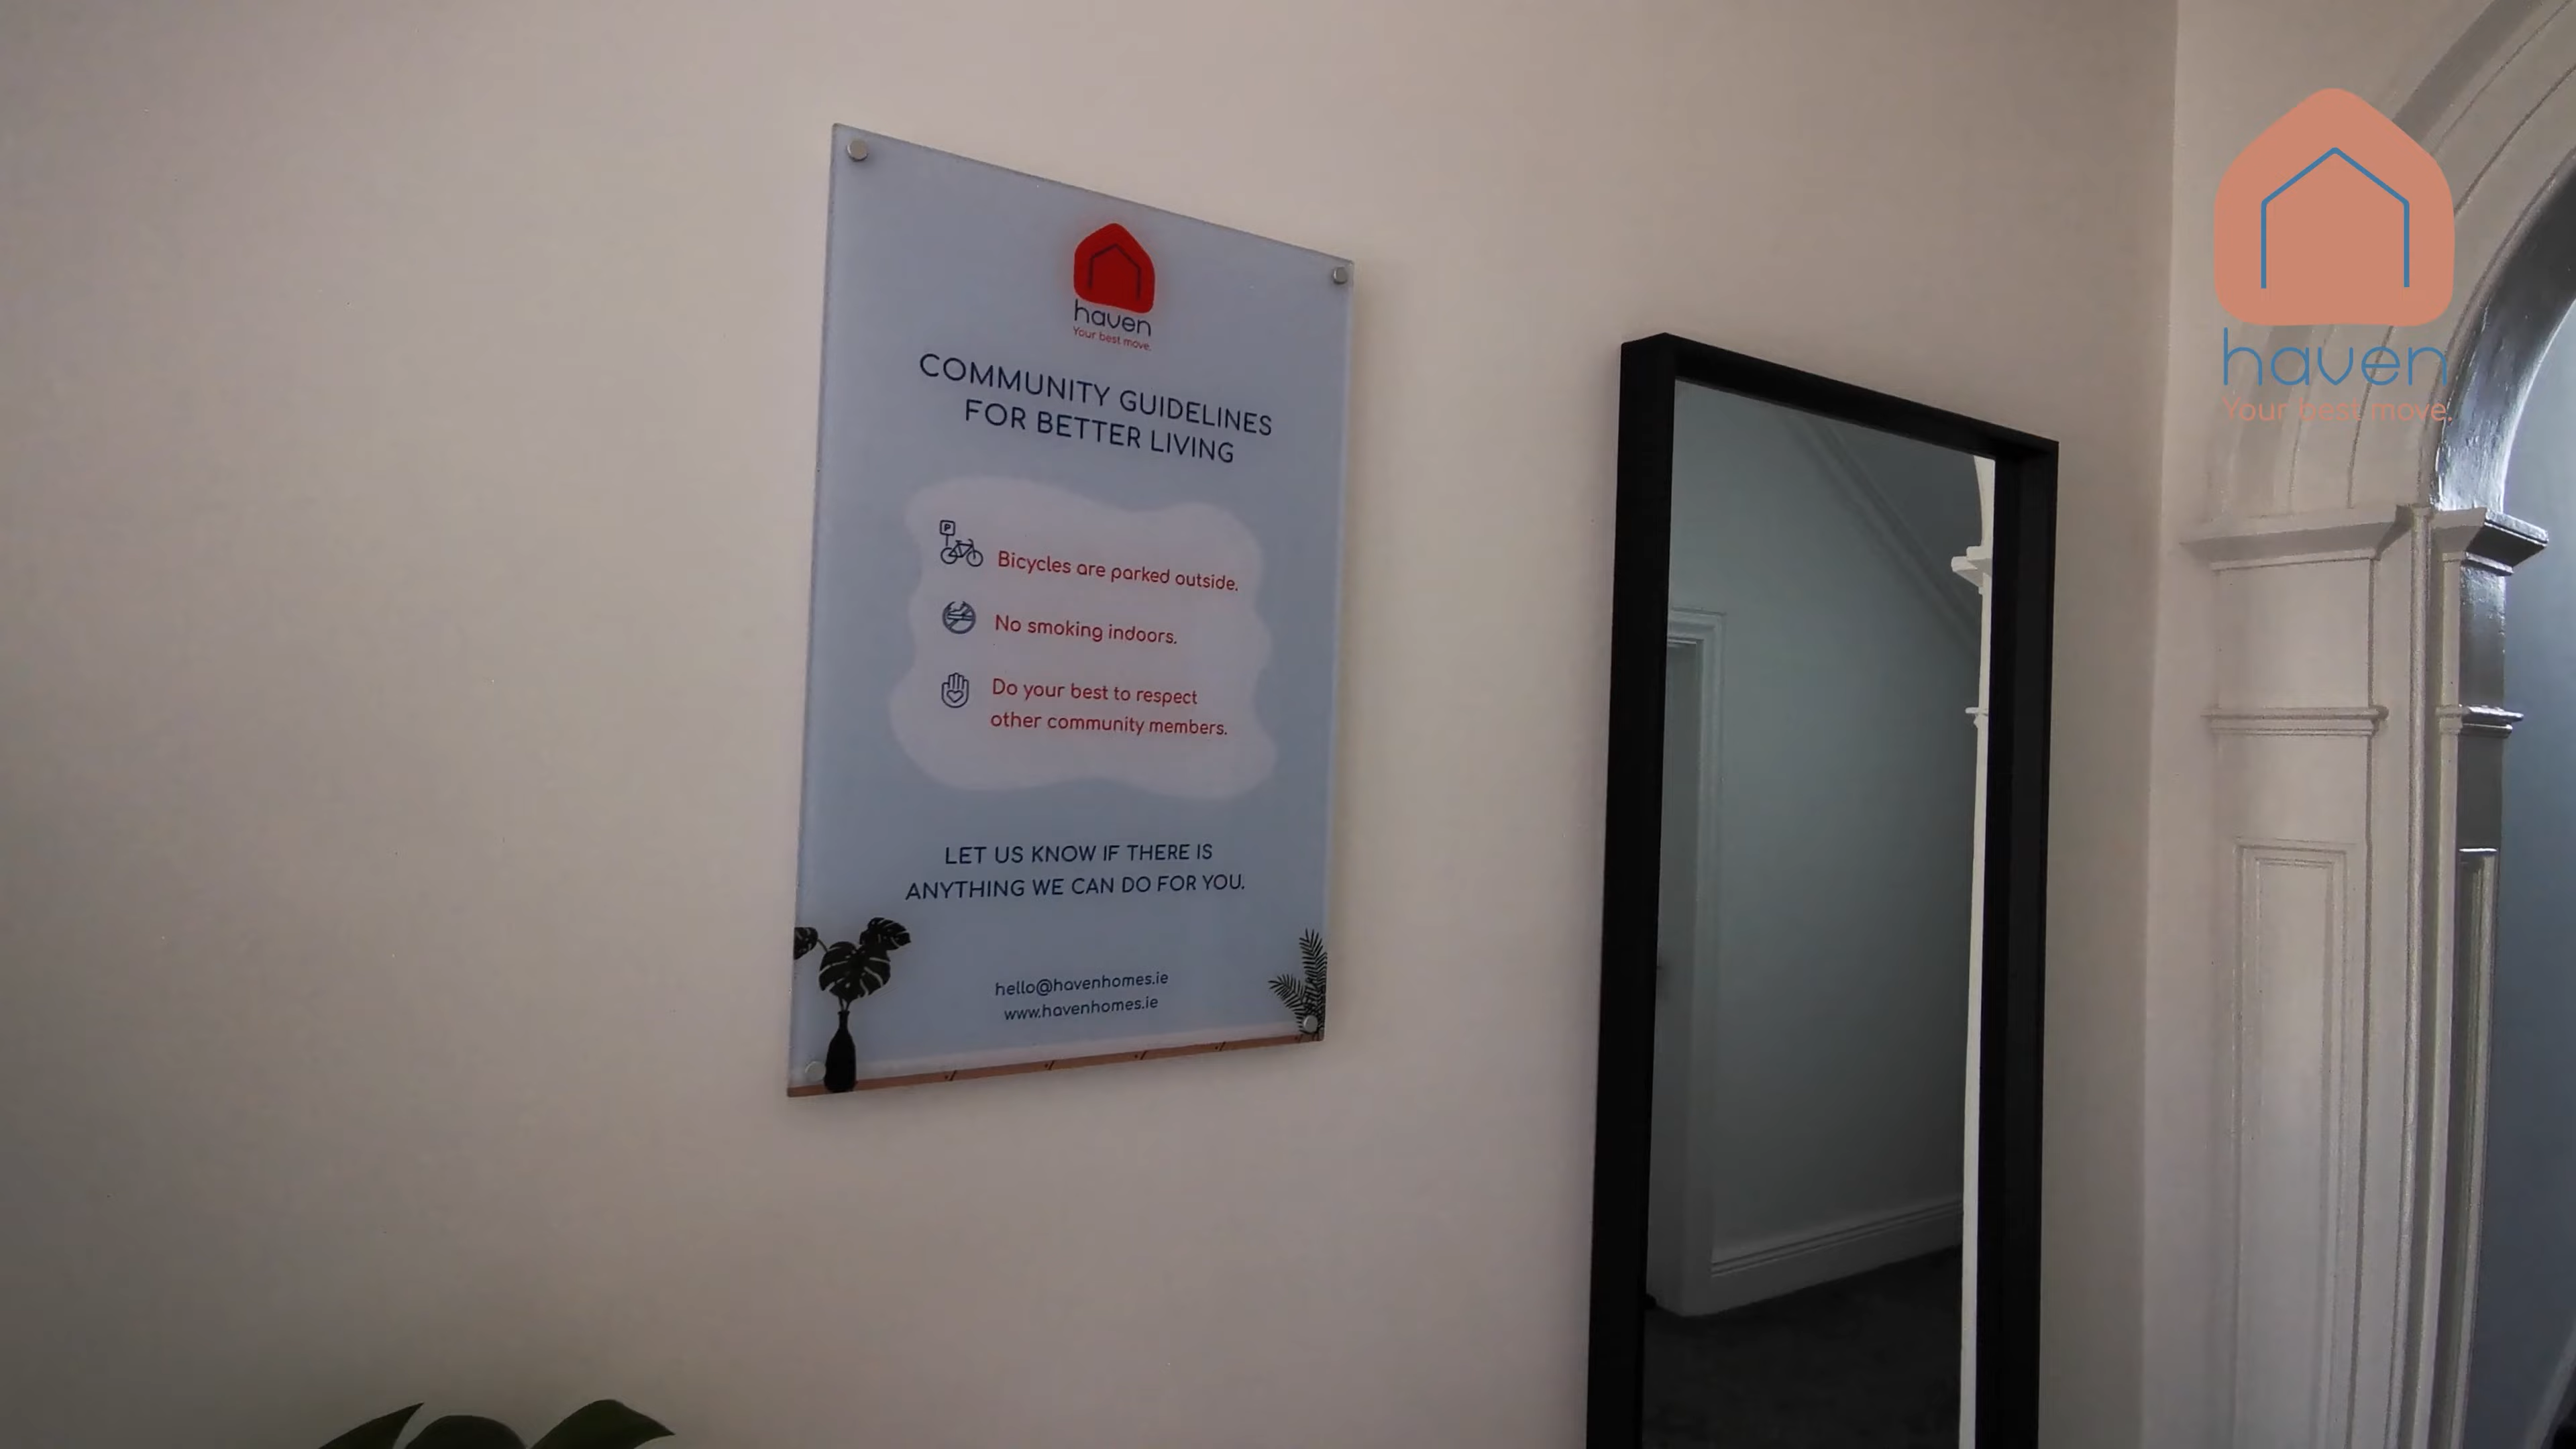 haven
Your best move.
COMMUNITY GUIDELINES
FOR BETTER LIVING
P
Bicycles are parked outside.
No smoking indoors.
Do your best to respect
other community members.
LET US KNOW IF THERE IS
ANYTHING WE CAN DO FOR YOU.
hello@havenhomes.ie
www.havenhomes.ie
haven
Your best move.